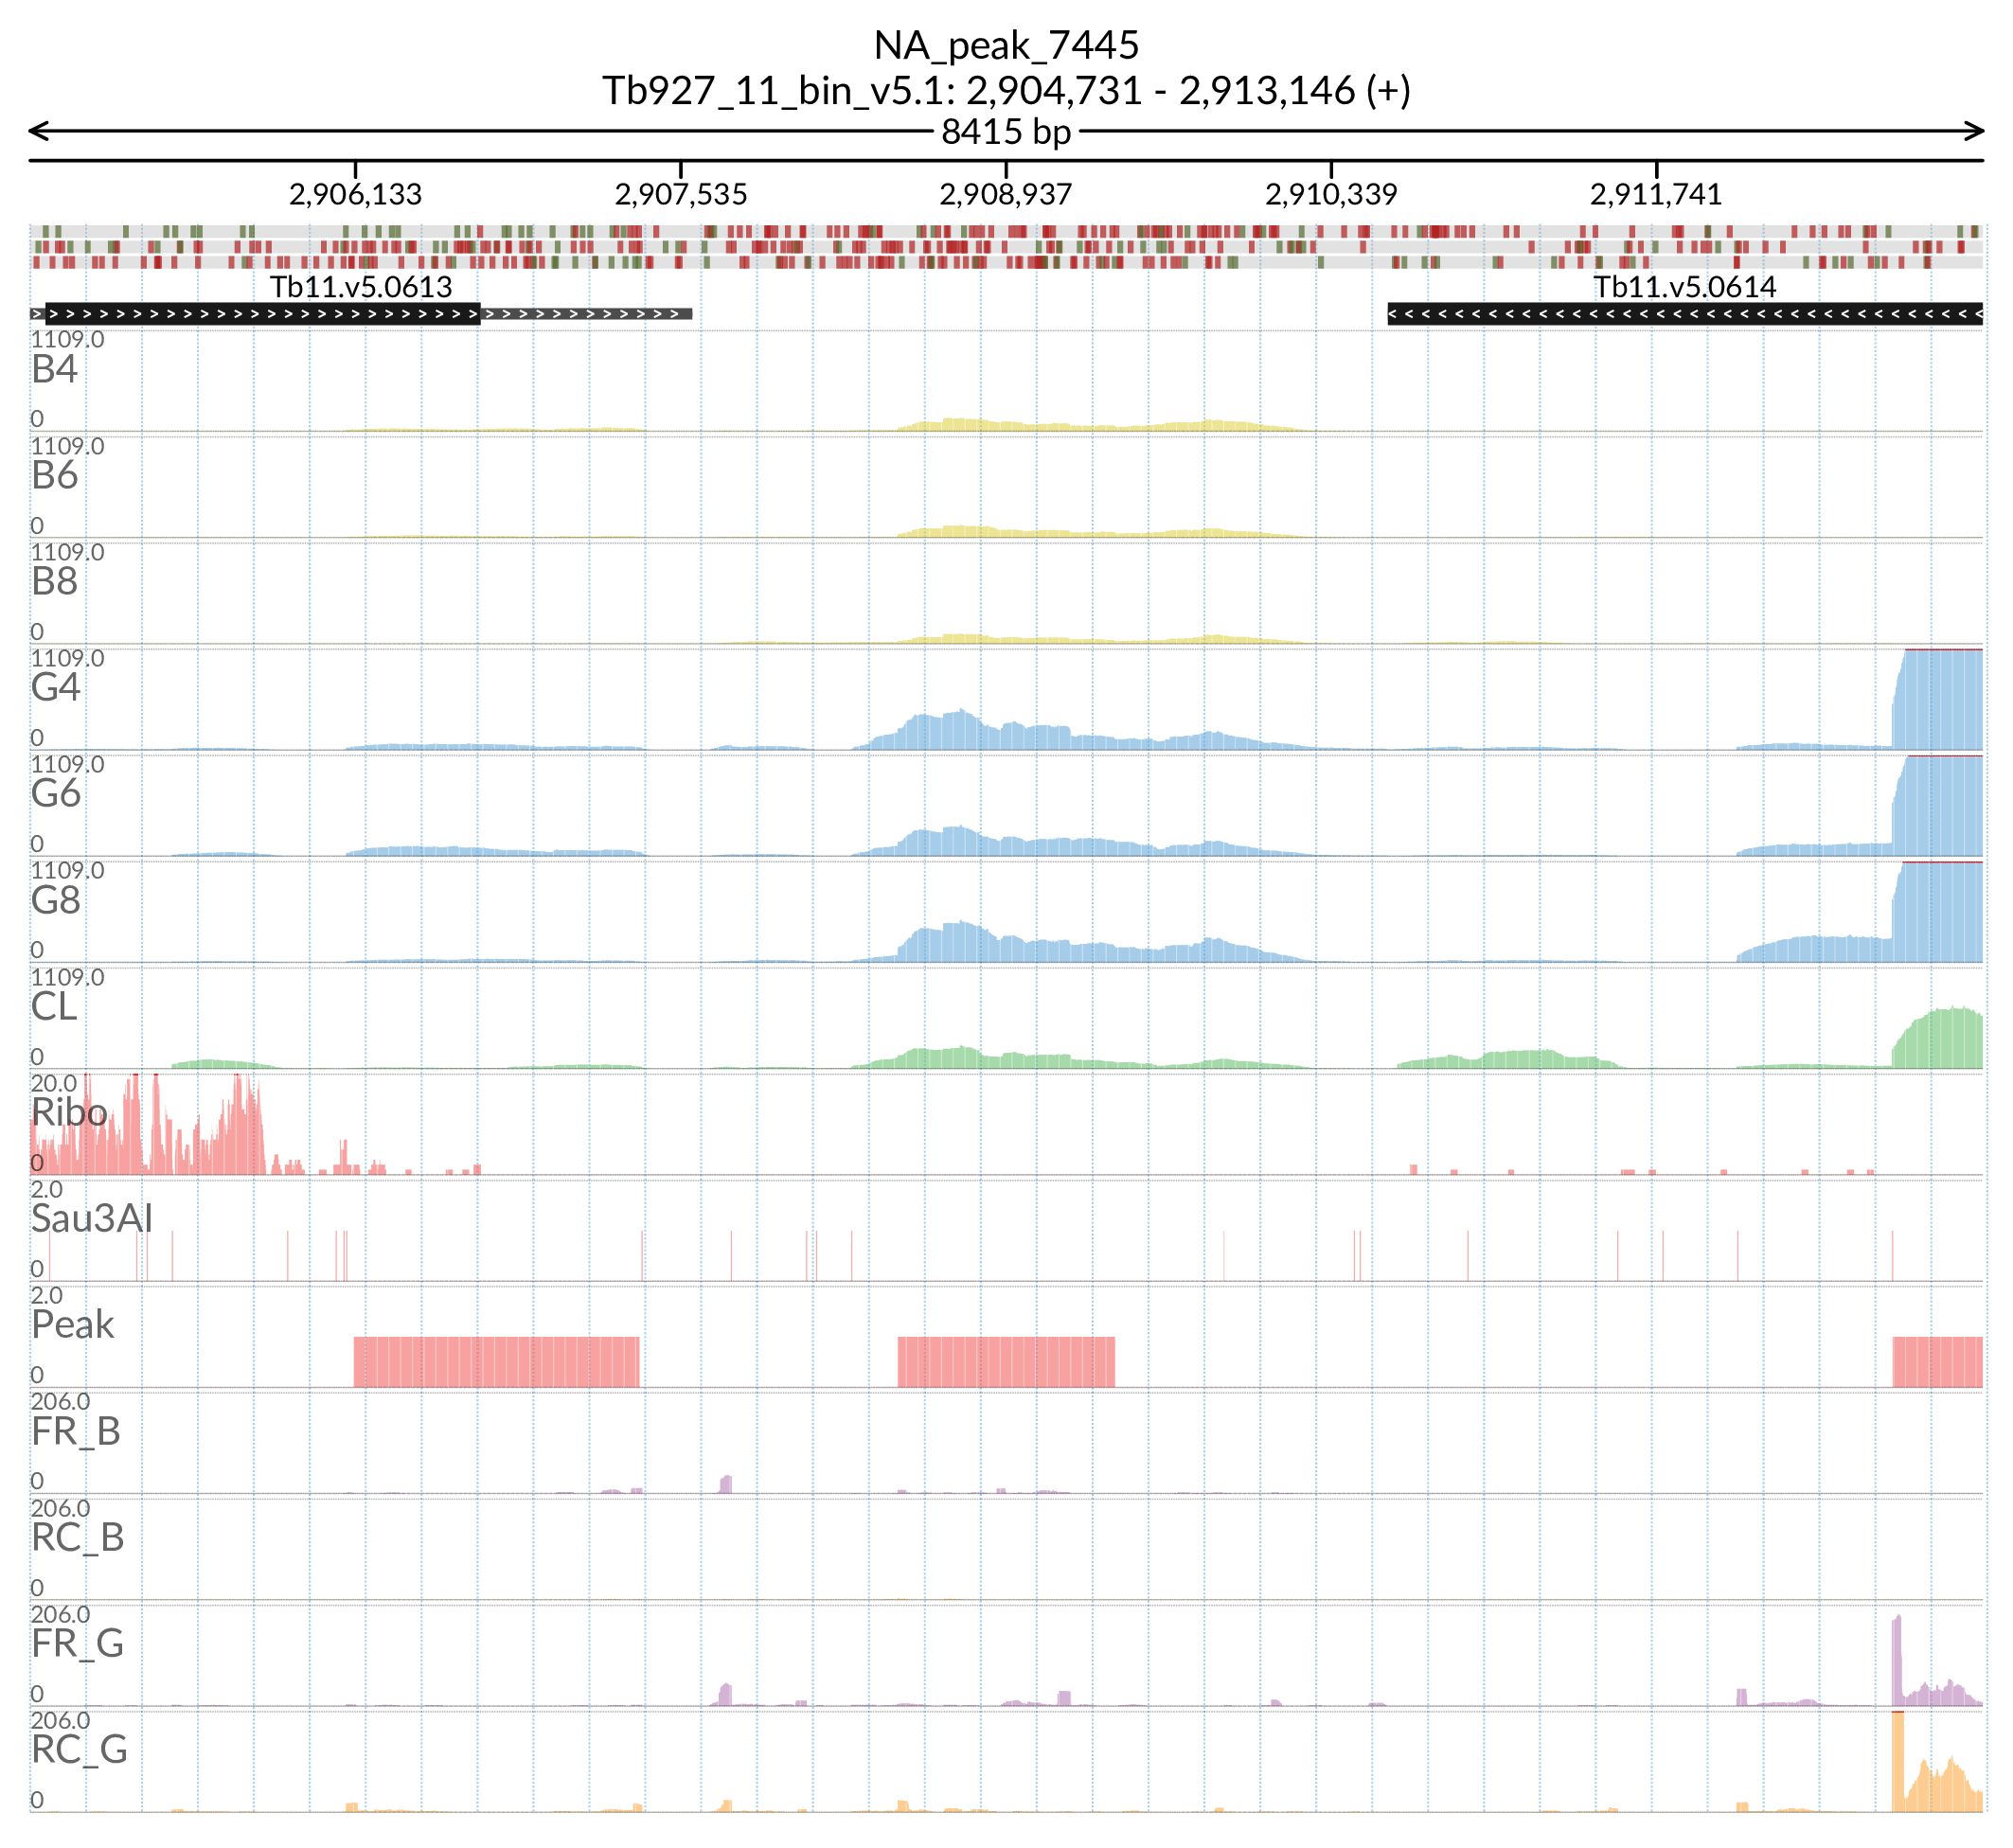 NA_peak_7445
Tb927_11_bin_v5.1: 2,904,731 - 2,913,146 (+)
8415 bp
2,906,133 2,907,535 2,908,937 2,910,339 2,911,741
Tb11.v5.0613 Tb11.v5.0614
1109.0
B4
0
1109.0
B6
0
1109.0
B8
0
1109.0
G4
0
1109.0
G6
0
1109.0
G8
0
1109.0
CL
0
20.0
Ribo
0
2.0
Sau3AI
0
2.0
Peak
0
206.0
FR_B
0
206.0
RC_B
0
206.0
FR_G
0
206.0
RC_G
0